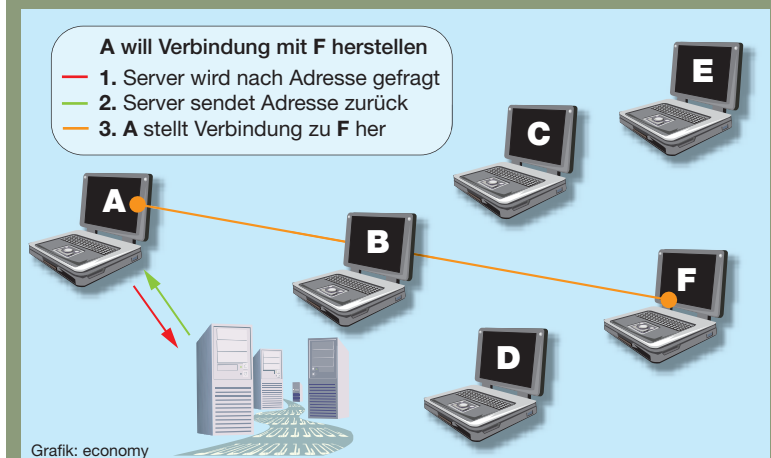 A will Verbindung mit F herstellen
1. Server wird nach Adresse gefragt
2. Server sendet Adresse zurück
3. A stellt Verbindung zu F her
E
C
A
B
F
D
Grafik: economy